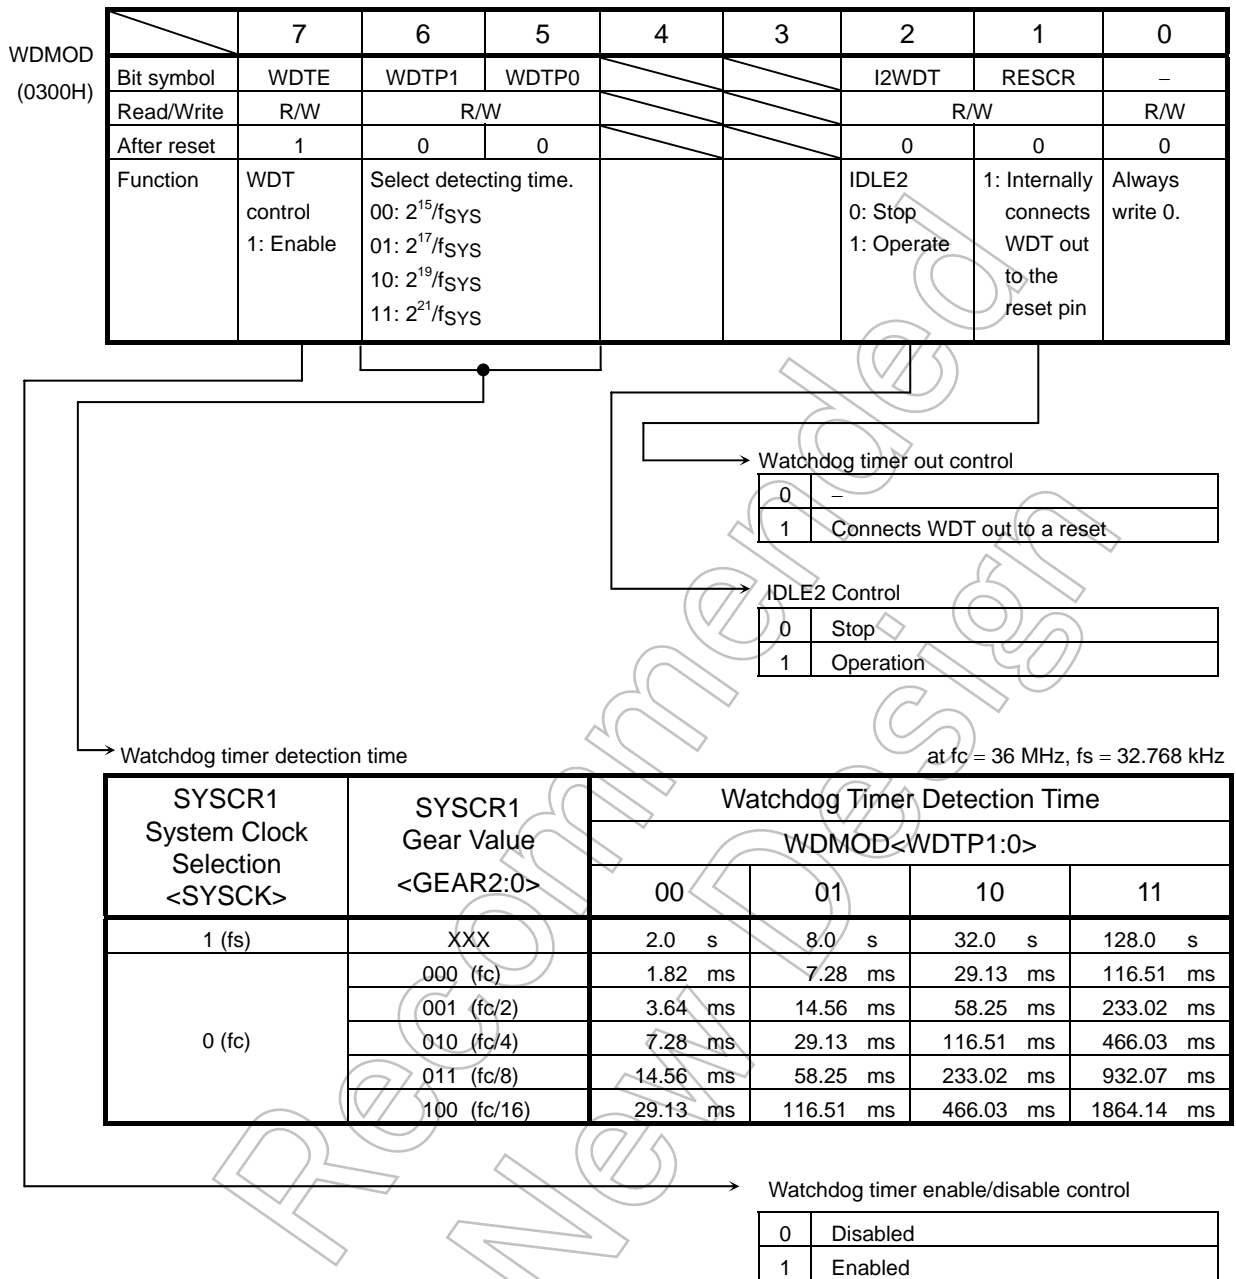 WDMOD
(0300H)
7 6 5 4 3 2 1 0
Bit symbol WDTE WDTP1 WDTP0 I2WDT RESCR −
Read/Write R/W R/W R/W R/W
After reset 1 0 0 0 0 0
Function WDT control 1: Enable Select detecting time. 00: 2^15/fSYS 01: 2^17/fSYS 10: 2^19/fSYS 11: 2^21/fSYS IDLE2 0: Stop 1: Operate 1: Internally connects WDT out to the reset pin Always write 0.
Watchdog timer out control
0 −
1 Connects WDT out to a reset
IDLE2 Control
0 Stop
1 Operation
Watchdog timer detection time at fc = 36 MHz, fs = 32.768 kHz
SYSCR1 System Clock Selection <SYSCK> SYSCR1 Gear Value <GEAR2:0> Watchdog Timer Detection Time
WDMOD<WDTP1:0>
00 01 10 11
1 (fs) XXX 2.0 s 8.0 s 32.0 s 128.0 s
0 (fc) 000 (fc) 1.82 ms 7.28 ms 29.13 ms 116.51 ms
001 (fc/2) 3.64 ms 14.56 ms 58.25 ms 233.02 ms
010 (fc/4) 7.28 ms 29.13 ms 116.51 ms 466.03 ms
011 (fc/8) 14.56 ms 58.25 ms 233.02 ms 932.07 ms
100 (fc/16) 29.13 ms 116.51 ms 466.03 ms 1864.14 ms
Watchdog timer enable/disable control
0 Disabled
1 Enabled
Recommended
New Design